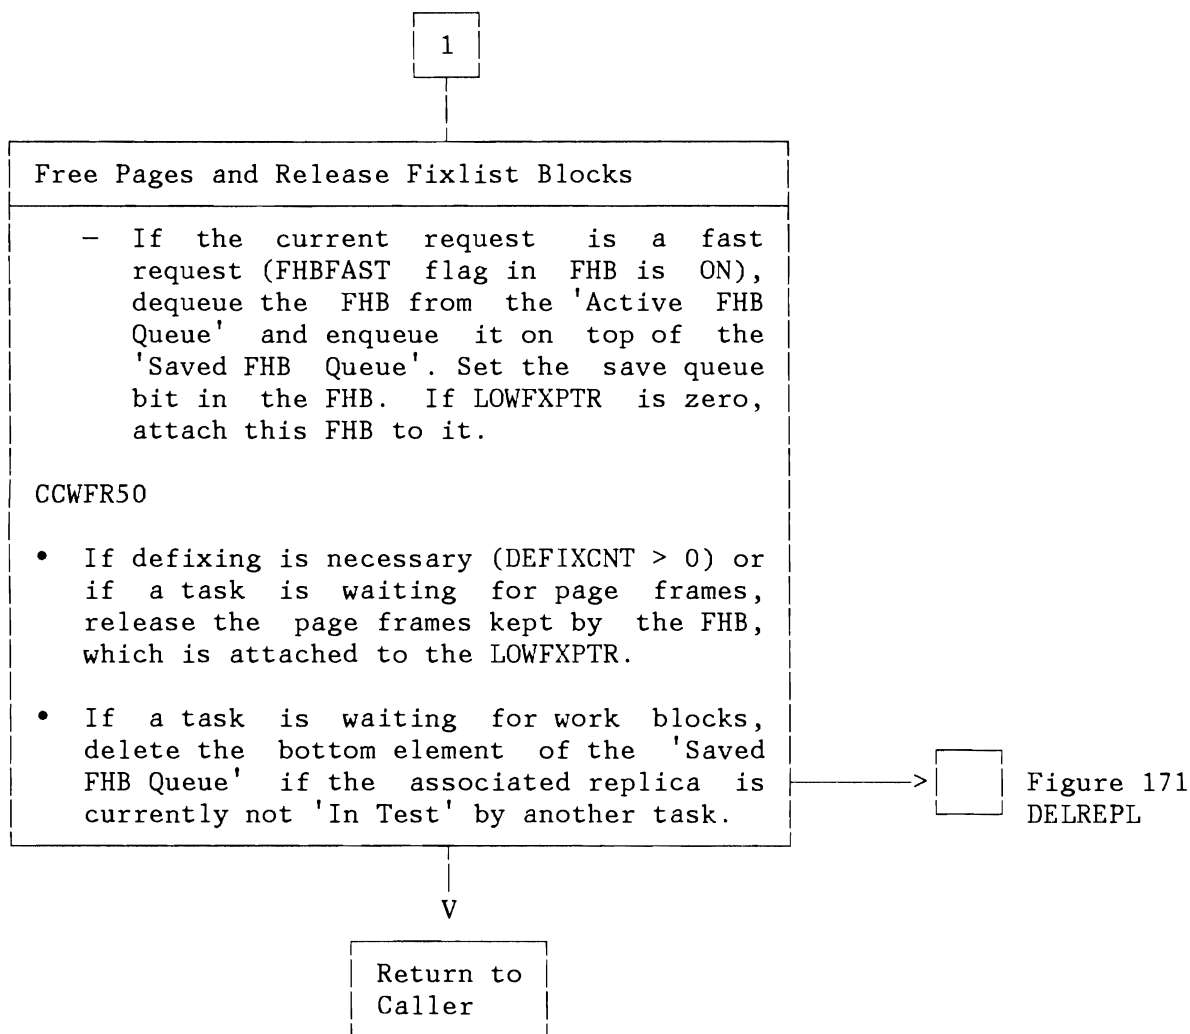 1
Free Pages and Release Fixlist Blocks
— If the current request is a fast
request (FHBFAST flag in FHB is ON),
dequeue the FHB from the 'Active FHB
Queue' and enqueue it on top of the
'Saved FHB Queue'. Set the save queue
bit in the FHB. If LOWFXPTR is zero,
attach this FHB to it.
CCWFR50
• If defixing is necessary (DEFIXCNT > 0) or
if a task is waiting for page frames,
release the page frames kept by the FHB,
which is attached to the LOWFXPTR.
• If a task is waiting for work blocks,
delete the bottom element of the 'Saved
FHB Queue' if the associated replica is
currently not 'In Test' by another task.
Figure 171
DELREPL
V
Return to
Caller